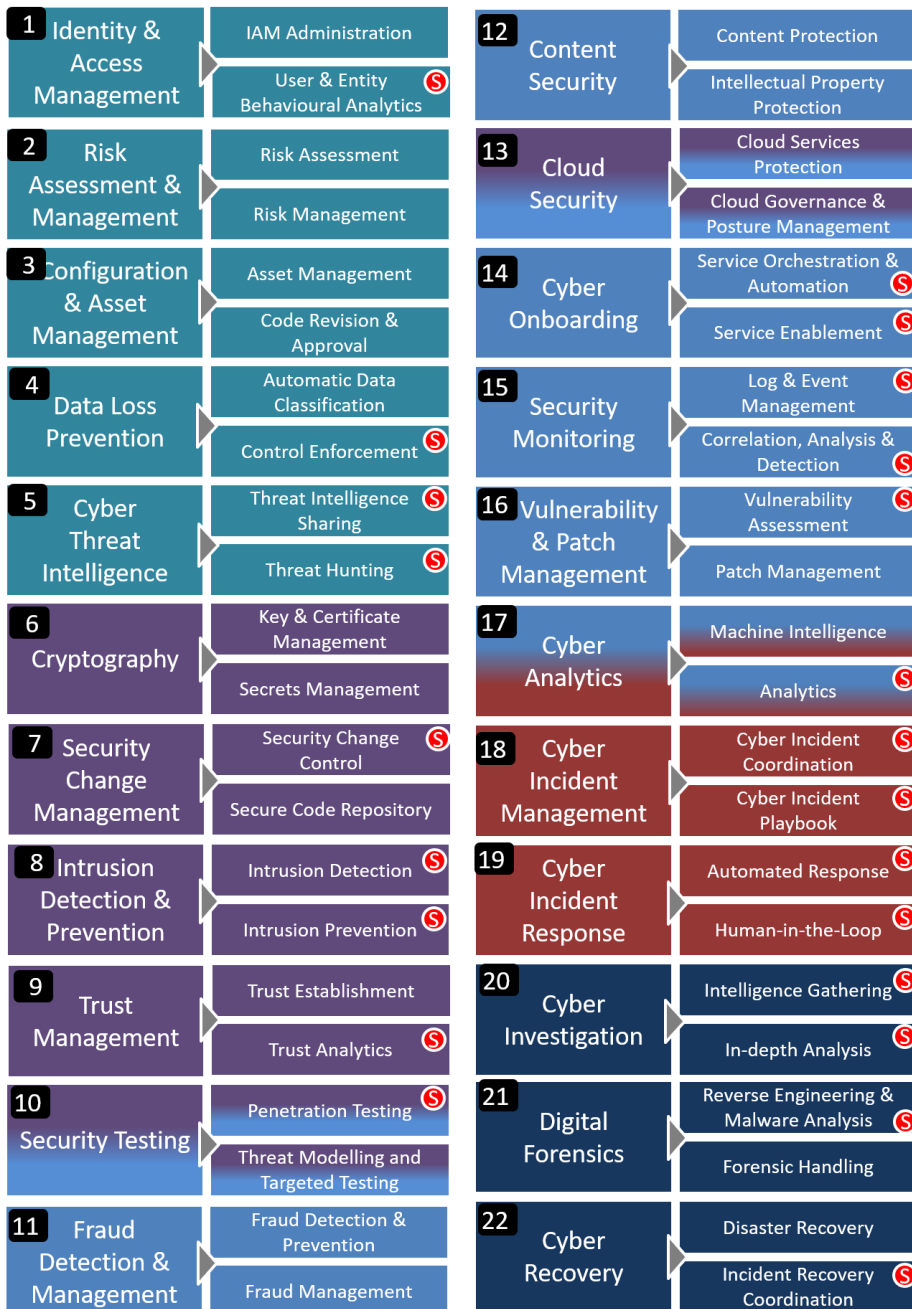 1
Identity &
Access
Management
IAM Administration
User & Entity
Behavioural Analytics
S
2
Risk
Assessment &
Management
Risk Assessment
Risk Management
3
Configuration
& Asset
Management
Asset Management
Code Revision &
Approval
4
Data Loss
Prevention
Automatic Data
Classification
Control Enforcement
S
5
Cyber
Threat
Intelligence
Threat Intelligence
Sharing
S
Threat Hunting
S
6
Cryptography
Key & Certificate
Management
Secrets Management
7
Security
Change
Management
Security Change
Control
S
Secure Code Repository
8
Intrusion
Detection &
Prevention
Intrusion Detection
S
Intrusion Prevention
S
9
Trust
Management
Trust Establishment
Trust Analytics
S
10
Security Testing
Penetration Testing
S
Threat Modelling and
Targeted Testing
11
Fraud
Detection &
Management
Fraud Detection &
Prevention
Fraud Management
12
Content
Security
Content Protection
Intellectual Property
Protection
13
Cloud
Security
Cloud Services
Protection
Cloud Governance &
Posture Management
14
Cyber
Onboarding
Service Orchestration &
Automation
S
Service Enablement
S
15
Security
Monitoring
Log & Event
Management
S
Correlation, Analysis &
Detection
S
16
Vulnerability
& Patch
Management
Vulnerability
Assessment
S
Patch Management
17
Cyber
Analytics
Machine Intelligence
Analytics
S
18
Cyber
Incident
Management
Cyber Incident
Coordination
S
Cyber Incident
Playbook
S
19
Cyber
Incident
Response
Automated Response
S
Human-in-the-Loop
S
20
Cyber
Investigation
Intelligence Gathering
S
In-depth Analysis
S
21
Digital
Forensics
Reverse Engineering &
Malware Analysis
S
Forensic Handling
22
Cyber
Recovery
Disaster Recovery
Incident Recovery
Coordination
S